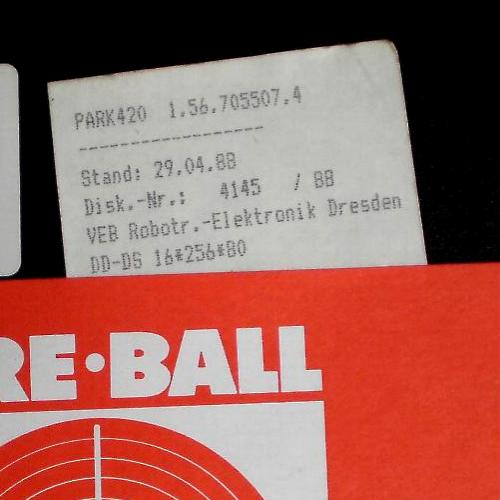 PARK420 1.56.705507.4
------------------
Stand: 29.04.88
Disk.-Nr.: 4145 / 88
VEB Robotr.-Elektronik Dresden
DD-DS 16*256*80
RE•BALL